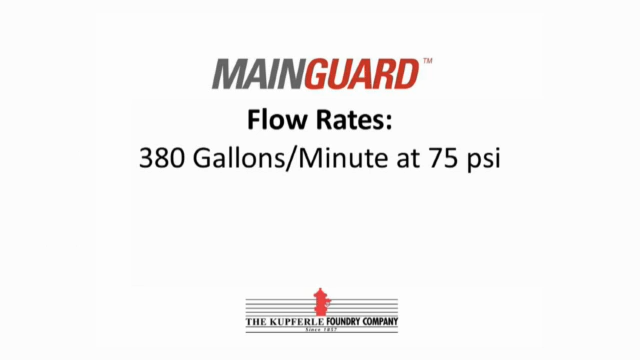 MAINGUARD™
Flow Rates:
380 Gallons/Minute at 75 psi
THE KUPFERLE FOUNDRY COMPANY
Since 1857